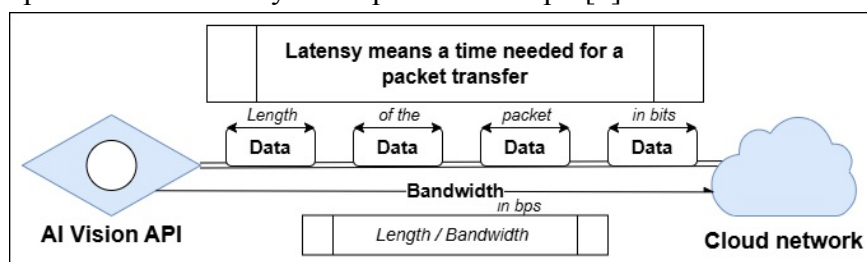 Latensy means a time needed for a
packet transfer
Length of the packet in bits
Data Data Data Data
Bandwidth
in bps
AI Vision API
Length / Bandwidth
Cloud network